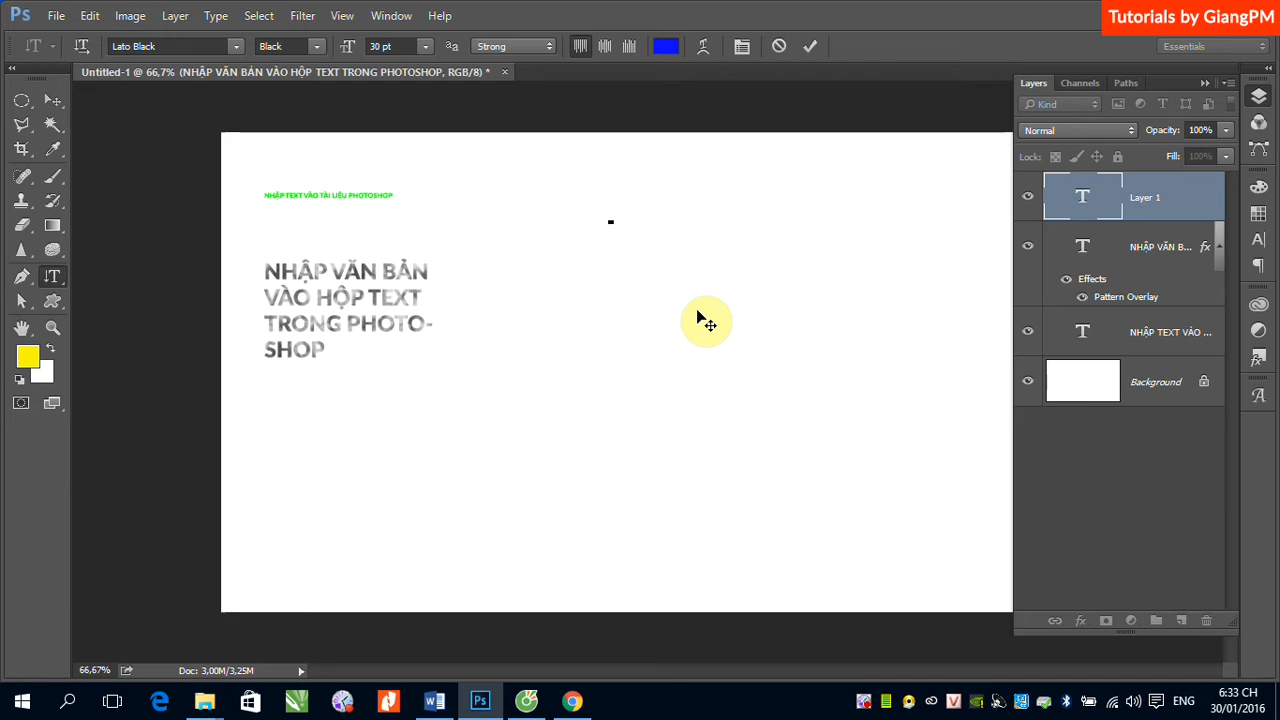 Ps File Edit Image Layer Type Select Filter View Window Help
Tutorials by GiangPM
Lato Black Black 30 pt Strong Essentials
Untitled-1 @ 66,7% (NHẬP VĂN BẢN VÀO HỘP TEXT TRONG PHOTOSHOP, RGB/8) *
Layers Channels Paths
Kind
Normal Opacity: 100%
Lock: Fill: 100%
NHẬP TEXT VÀO TÀI LIỆU PHOTOSHOP
Layer 1
NHẬP VĂN B... fx
Effects
Pattern Overlay
NHẬP VĂN BẢN
VÀO HỘP TEXT
TRONG PHOTO-
SHOP
NHẬP TEXT VÀO ...
Background
66,67% Doc: 3,00M/3,25M
ENG
6:33 CH
30/01/2016